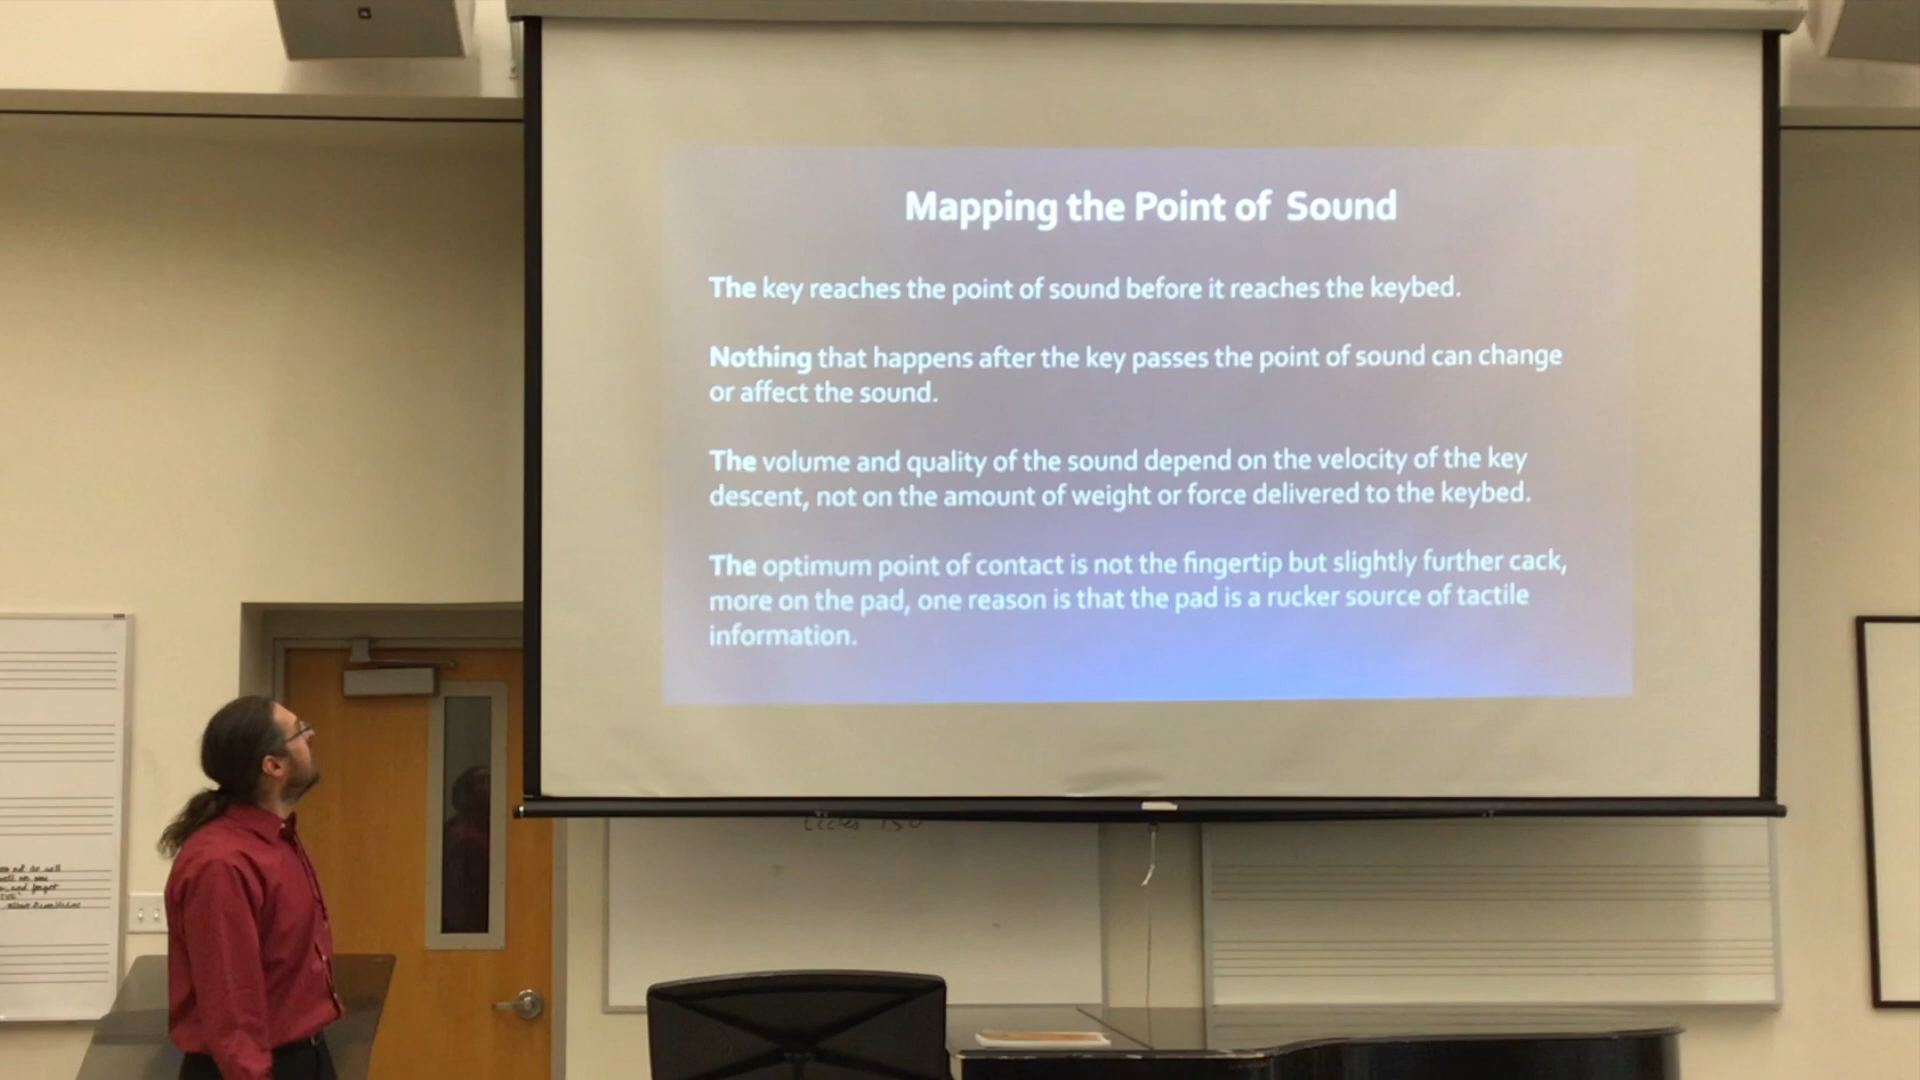 Mapping the Point of Sound
The key reaches the point of sound before it reaches the keybed.
Nothing that happens after the key passes the point of sound can change
or affect the sound.
The volume and quality of the sound depend on the velocity of the key
descent, not on the amount of weight or force delivered to the keybed.
The optimum point of contact is not the fingertip but slightly further cack,
more on the pad, one reason is that the pad is a rucker source of tactile
information.